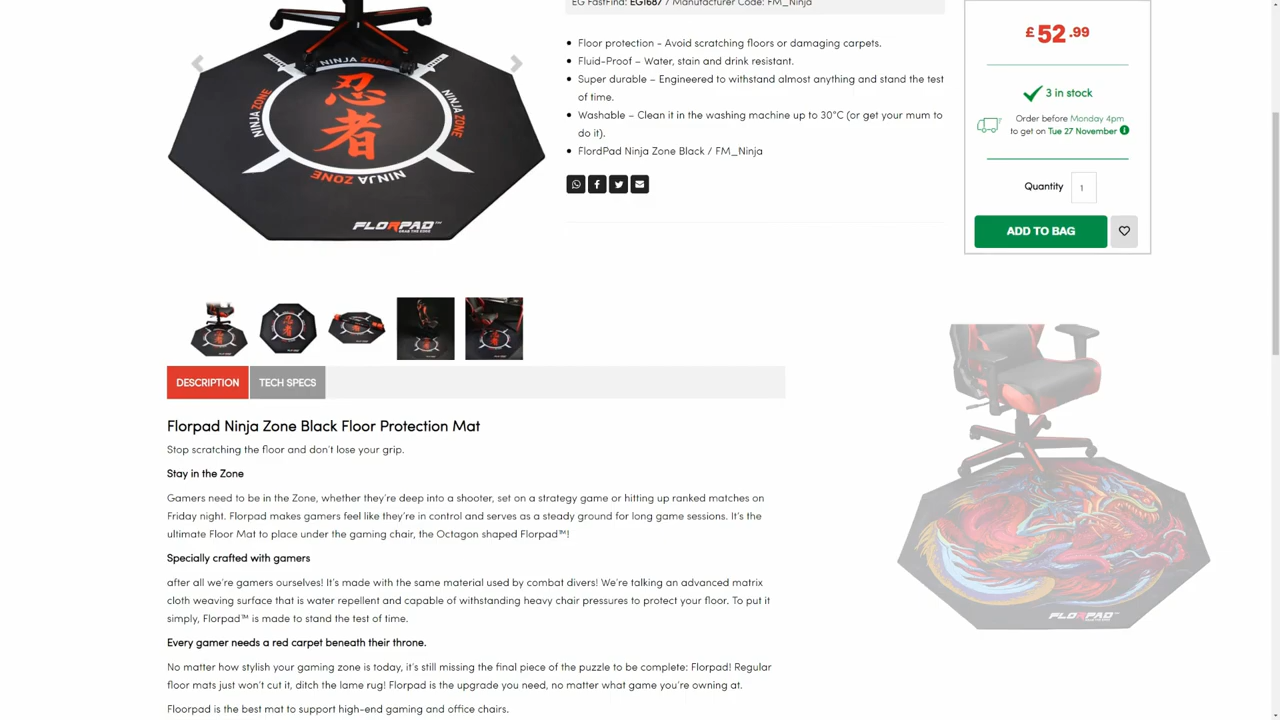 EG FastFind: EG1687 / Manufacturer Code: FM_Ninja
£52.99
NINJA ZONE
NINJA ZONE
NINJA ZONE
忍者
NINJA ZONE
FLORPAD™
Floor protection - Avoid scratching floors or damaging carpets.
Fluid-Proof – Water, stain and drink resistant.
Super durable – Engineered to withstand almost anything and stand the test
of time.
Washable – Clean it in the washing machine up to 30°C (or get your mum to
do it).
FlordPad Ninja Zone Black / FM_Ninja
3 in stock
Order before Monday 4pm
to get on Tue 27 November
Quantity 1
ADD TO BAG
DESCRIPTION TECH SPECS
Florpad Ninja Zone Black Floor Protection Mat
Stop scratching the floor and don't lose your grip.
Stay in the Zone
Gamers need to be in the Zone, whether they're deep into a shooter, set on a strategy game or hitting up ranked matches on
Friday night. Florpad makes gamers feel like they're in control and serves as a steady ground for long game sessions. It's the
ultimate Floor Mat to place under the gaming chair, the Octagon shaped Florpad™!
Specially crafted with gamers
after all we're gamers ourselves! It's made with the same material used by combat divers! We're talking an advanced matrix
cloth weaving surface that is water repellent and capable of withstanding heavy chair pressures to protect your floor. To put it
simply, Florpad™ is made to stand the test of time.
Every gamer needs a red carpet beneath their throne.
No matter how stylish your gaming zone is today, it's still missing the final piece of the puzzle to be complete: Florpad! Regular
floor mats just won't cut it, ditch the lame rug! Florpad is the upgrade you need, no matter what game you're owning at.
Floorpad is the best mat to support high-end gaming and office chairs.
FLORPAD™